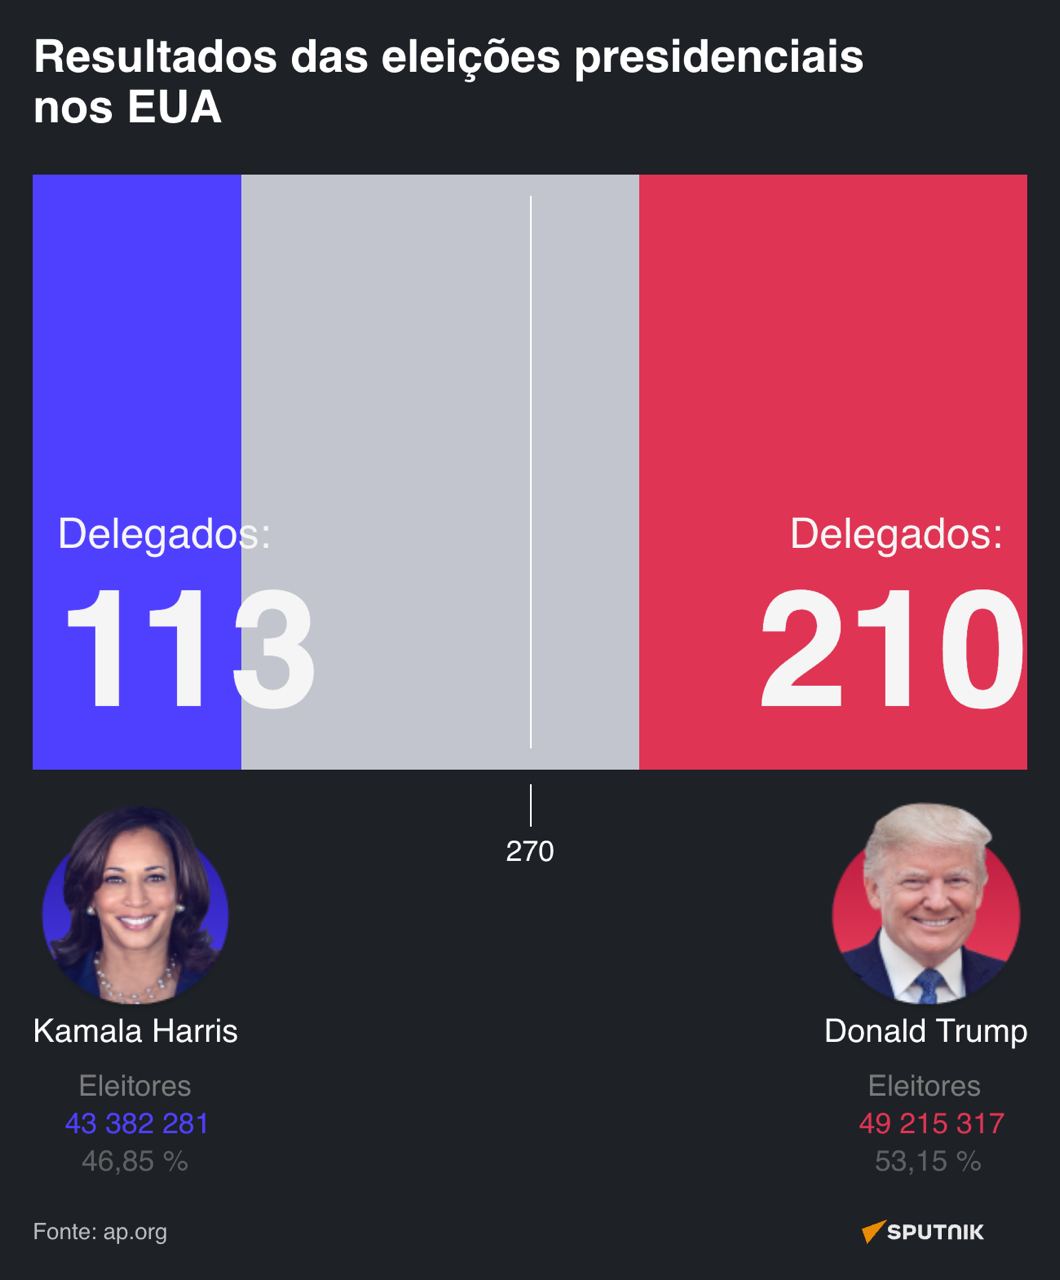 Resultados das eleições presidenciais
nos EUA
Delegados:
113
Delegados:
210
270
Kamala Harris
Eleitores
43 382 281
46,85 %
Donald Trump
Eleitores
49 215 317
53,15 %
Fonte: ap.org
SPUTNIK